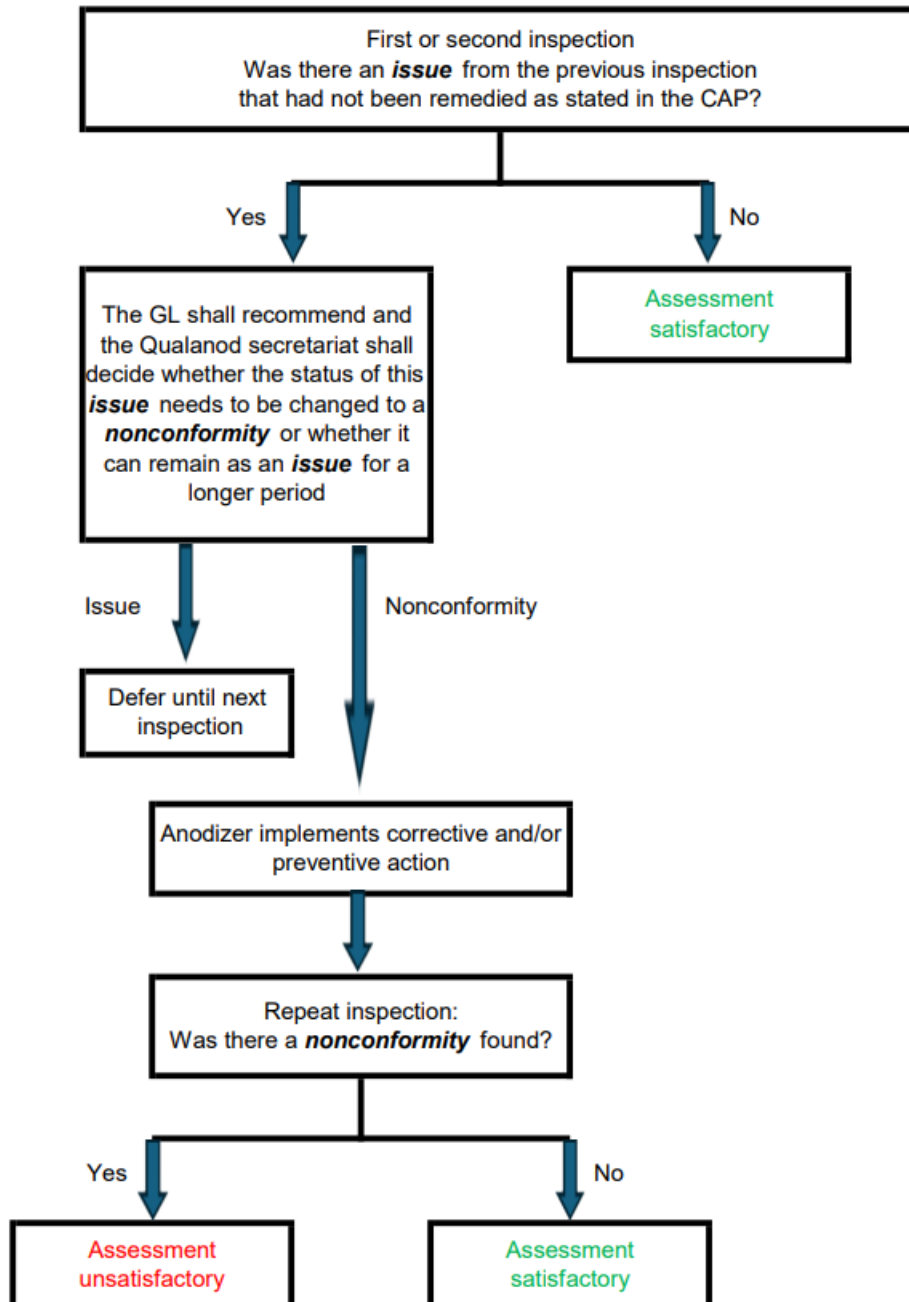 First or second inspection
Was there an issue from the previous inspection
that had not been remedied as stated in the CAP?
Yes
No
The GL shall recommend and
the Qualanod secretariat shall
decide whether the status of this
issue needs to be changed to a
nonconformity or whether it
can remain as an issue for a
longer period
Assessment
satisfactory
Issue
Nonconformity
Defer until next
inspection
Anodizer implements corrective and/or
preventive action
Repeat inspection:
Was there a nonconformity found?
Yes
No
Assessment
unsatisfactory
Assessment
satisfactory